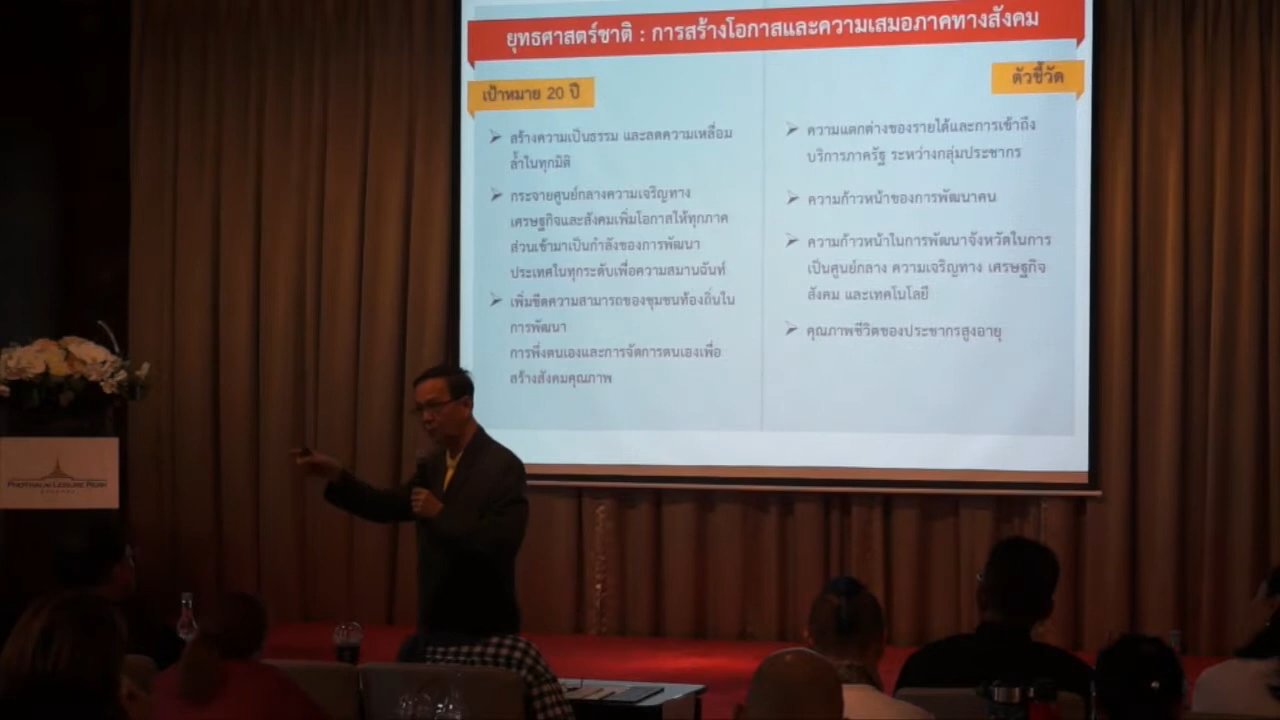 ยุทธศาสตร์ชาติ : การสร้างโอกาสและความเสมอภาคทางสังคม
เป้าหมาย 20 ปี
สร้างความเป็นธรรม และลดความเหลื่อม
ล้ำในทุกมิติ
กระจายศูนย์กลางความเจริญทาง
เศรษฐกิจและสังคมเพิ่มโอกาสให้ทุกภาค
ส่วนเข้ามาเป็นกำลังของการพัฒนา
ประเทศในทุกระดับเพื่อความสมานฉันท์
เพิ่มขีดความสามารถของชุมชนท้องถิ่นใน
การพัฒนา
การพึ่งตนเองและการจัดการตนเองเพื่อ
สร้างสังคมคุณภาพ
ตัวชี้วัด
ความแตกต่างของรายได้และการเข้าถึง
บริการภาครัฐ ระหว่างกลุ่มประชากร
ความก้าวหน้าของการพัฒนาคน
ความก้าวหน้าในการพัฒนาจังหวัดในการ
เป็นศูนย์กลาง ความเจริญทาง เศรษฐกิจ
สังคม และเทคโนโลยี
คุณภาพชีวิตของประชากรสูงอายุ
PHOTHALAI LEISURE PARK